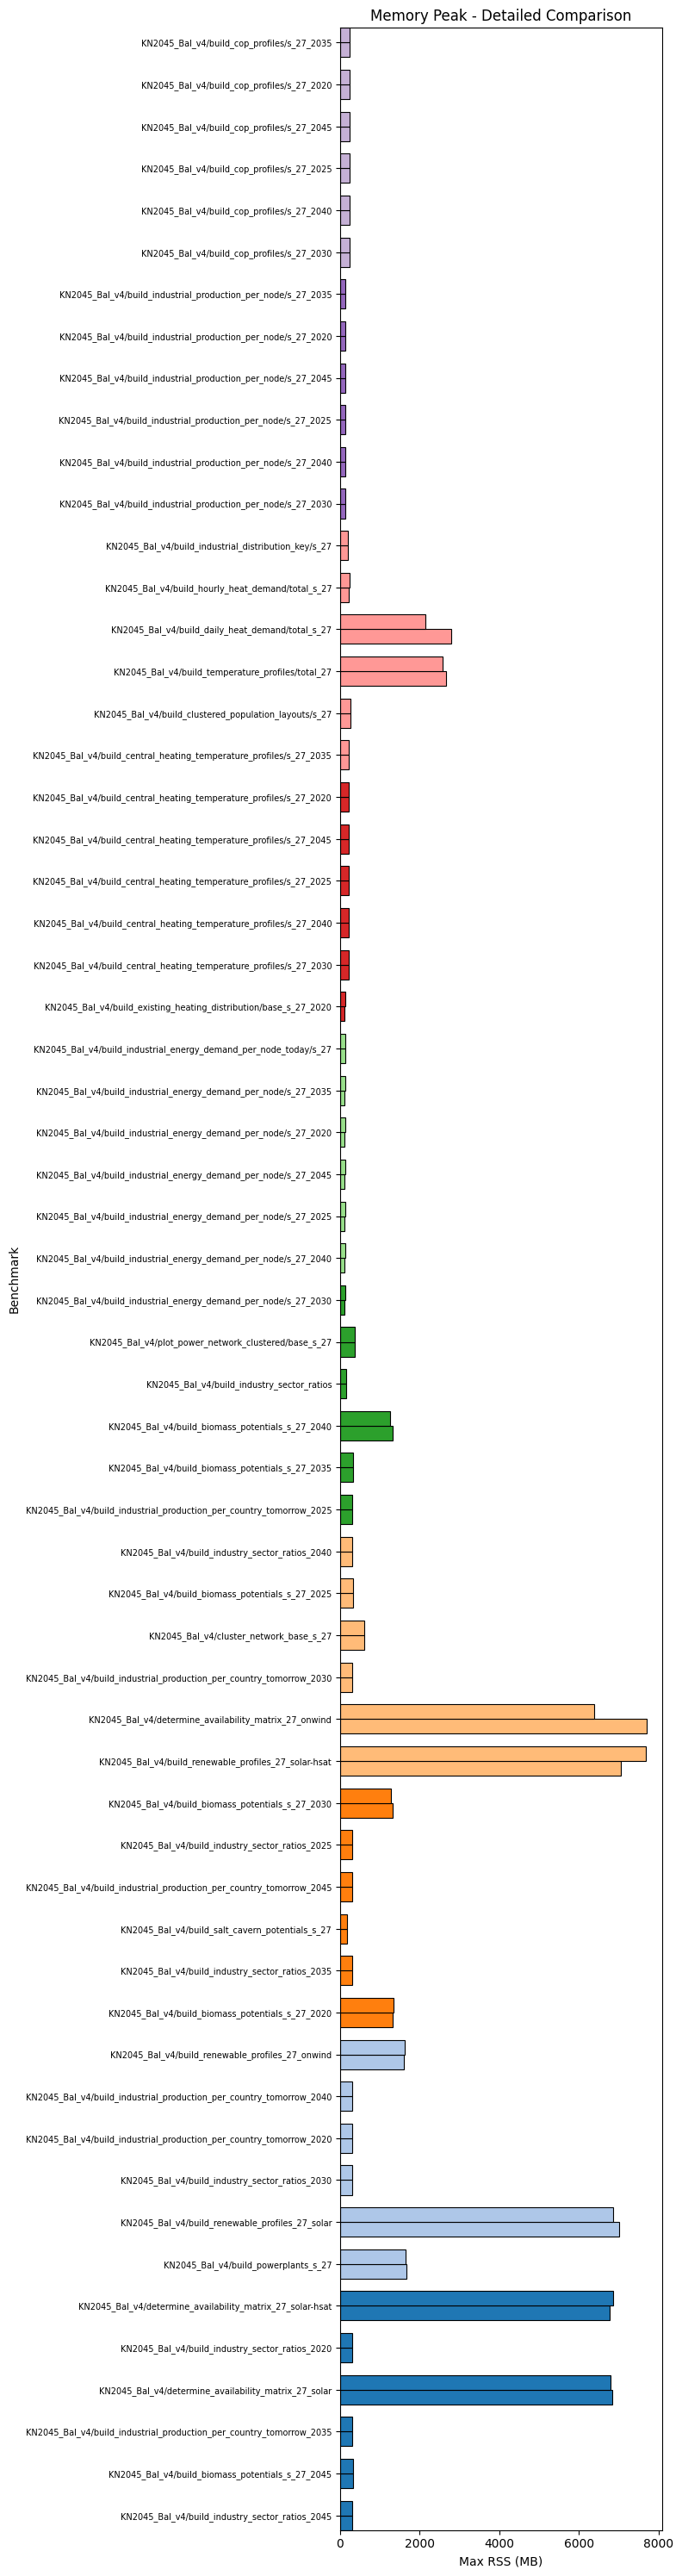 Memory Peak - Detailed Comparison
KN2045_Bal_v4/build_cop_profiles/s_27_2035
KN2045_Bal_v4/build_cop_profiles/s_27_2020
KN2045_Bal_v4/build_cop_profiles/s_27_2045
KN2045_Bal_v4/build_cop_profiles/s_27_2025
KN2045_Bal_v4/build_cop_profiles/s_27_2040
KN2045_Bal_v4/build_cop_profiles/s_27_2030
KN2045_Bal_v4/build_industrial_production_per_node/s_27_2035
KN2045_Bal_v4/build_industrial_production_per_node/s_27_2020
KN2045_Bal_v4/build_industrial_production_per_node/s_27_2045
KN2045_Bal_v4/build_industrial_production_per_node/s_27_2025
KN2045_Bal_v4/build_industrial_production_per_node/s_27_2040
KN2045_Bal_v4/build_industrial_production_per_node/s_27_2030
KN2045_Bal_v4/build_industrial_distribution_key/s_27
KN2045_Bal_v4/build_hourly_heat_demand/total_s_27
KN2045_Bal_v4/build_daily_heat_demand/total_s_27
KN2045_Bal_v4/build_temperature_profiles/total_27
KN2045_Bal_v4/build_clustered_population_layouts/s_27
KN2045_Bal_v4/build_central_heating_temperature_profiles/s_27_2035
KN2045_Bal_v4/build_central_heating_temperature_profiles/s_27_2020
KN2045_Bal_v4/build_central_heating_temperature_profiles/s_27_2045
KN2045_Bal_v4/build_central_heating_temperature_profiles/s_27_2025
KN2045_Bal_v4/build_central_heating_temperature_profiles/s_27_2040
KN2045_Bal_v4/build_central_heating_temperature_profiles/s_27_2030
KN2045_Bal_v4/build_existing_heating_distribution/base_s_27_2020
KN2045_Bal_v4/build_industrial_energy_demand_per_node_today/s_27
KN2045_Bal_v4/build_industrial_energy_demand_per_node/s_27_2035
KN2045_Bal_v4/build_industrial_energy_demand_per_node/s_27_2020
KN2045_Bal_v4/build_industrial_energy_demand_per_node/s_27_2045
KN2045_Bal_v4/build_industrial_energy_demand_per_node/s_27_2025
KN2045_Bal_v4/build_industrial_energy_demand_per_node/s_27_2040
KN2045_Bal_v4/build_industrial_energy_demand_per_node/s_27_2030
KN2045_Bal_v4/plot_power_network_clustered/base_s_27
KN2045_Bal_v4/build_industry_sector_ratios
KN2045_Bal_v4/build_biomass_potentials_s_27_2040
KN2045_Bal_v4/build_biomass_potentials_s_27_2035
KN2045_Bal_v4/build_industrial_production_per_country_tomorrow_2025
KN2045_Bal_v4/build_industry_sector_ratios_2040
KN2045_Bal_v4/build_biomass_potentials_s_27_2025
KN2045_Bal_v4/cluster_network_base_s_27
KN2045_Bal_v4/build_industrial_production_per_country_tomorrow_2030
KN2045_Bal_v4/determine_availability_matrix_27_onwind
KN2045_Bal_v4/build_renewable_profiles_27_solar-hsat
KN2045_Bal_v4/build_biomass_potentials_s_27_2030
KN2045_Bal_v4/build_industry_sector_ratios_2025
KN2045_Bal_v4/build_industrial_production_per_country_tomorrow_2045
KN2045_Bal_v4/build_salt_cavern_potentials_s_27
KN2045_Bal_v4/build_industry_sector_ratios_2035
KN2045_Bal_v4/build_biomass_potentials_s_27_2020
KN2045_Bal_v4/build_renewable_profiles_27_onwind
KN2045_Bal_v4/build_industrial_production_per_country_tomorrow_2040
KN2045_Bal_v4/build_industrial_production_per_country_tomorrow_2020
KN2045_Bal_v4/build_industry_sector_ratios_2030
KN2045_Bal_v4/build_renewable_profiles_27_solar
KN2045_Bal_v4/build_powerplants_s_27
KN2045_Bal_v4/determine_availability_matrix_27_solar-hsat
KN2045_Bal_v4/build_industry_sector_ratios_2020
KN2045_Bal_v4/determine_availability_matrix_27_solar
KN2045_Bal_v4/build_industrial_production_per_country_tomorrow_2035
KN2045_Bal_v4/build_biomass_potentials_s_27_2045
KN2045_Bal_v4/build_industry_sector_ratios_2045
Benchmark
0 2000 4000 6000 8000
Max RSS (MB)